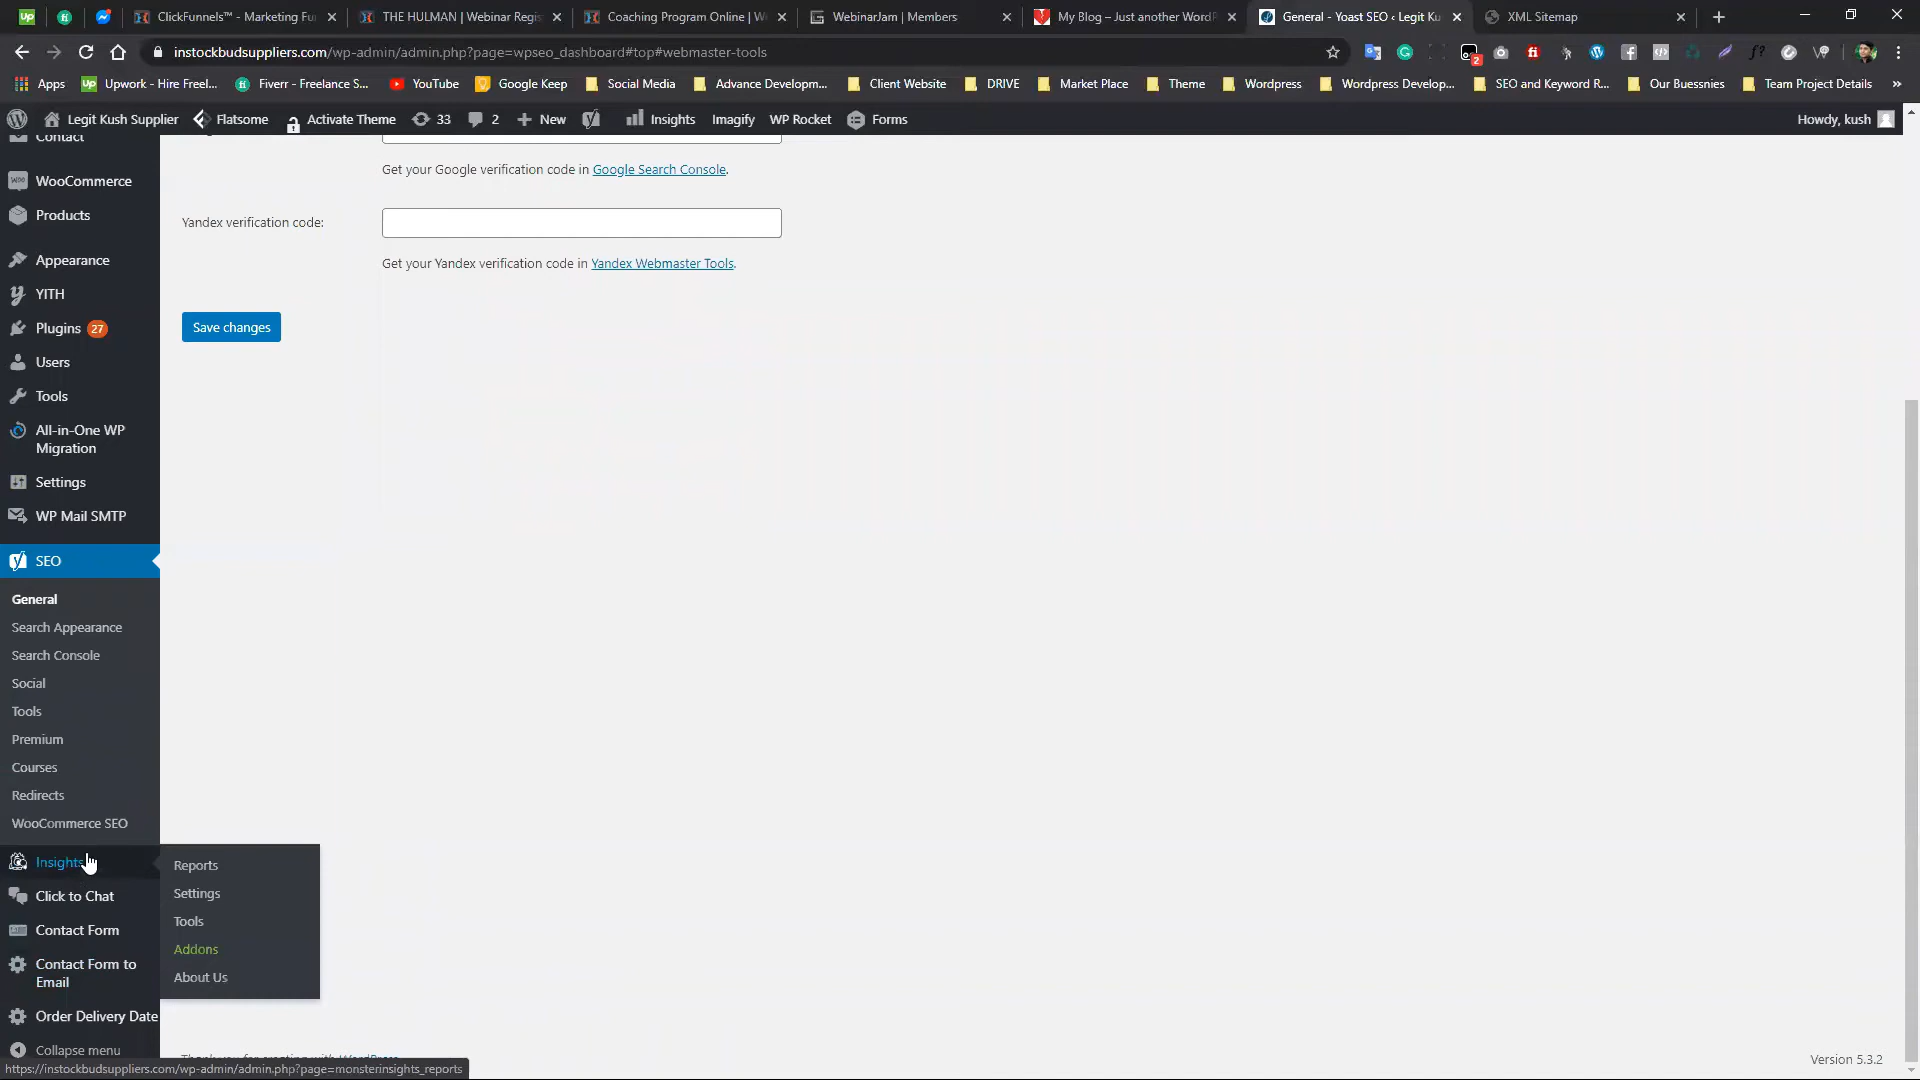 ClickFunnels™ - Marketing Fu
THE HULMAN | Webinar Regis
Coaching Program Online | W
WebinarJam | Members
My Blog – Just another WordP
General - Yoast SEO ‹ Legit Ku
XML Sitemap
instockbudsuppliers.com/wp-admin/admin.php?page=wpseo_dashboard#top#webmaster-tools
2
Apps
Upwork - Hire Freel...
Fiverr - Freelance S...
YouTube
Google Keep
Social Media
Advance Developm...
Client Website
DRIVE
Market Place
Theme
Wordpress
Wordpress Develop...
SEO and Keyword R...
Our Buessnies
Team Project Details
»
Legit Kush Supplier
Flatsome
Activate Theme
33
2
New
Insights
Imagify
WP Rocket
Forms
Howdy, kush
Contact
WooCommerce
Products
Appearance
YITH
Plugins 27
Users
Tools
All-in-One WP
Migration
Settings
WP Mail SMTP
SEO
General
Search Appearance
Search Console
Social
Tools
Premium
Courses
Redirects
WooCommerce SEO
Insights
Click to Chat
Contact Form
Contact Form to
Email
Order Delivery Date
Collapse menu
Reports
Settings
Tools
Addons
About Us
Get your Google verification code in Google Search Console.
Yandex verification code:
Get your Yandex verification code in Yandex Webmaster Tools.
Save changes
Thank you for creating with WordPress.
Version 5.3.2
https://instockbudsuppliers.com/wp-admin/admin.php?page=monsterinsights_reports